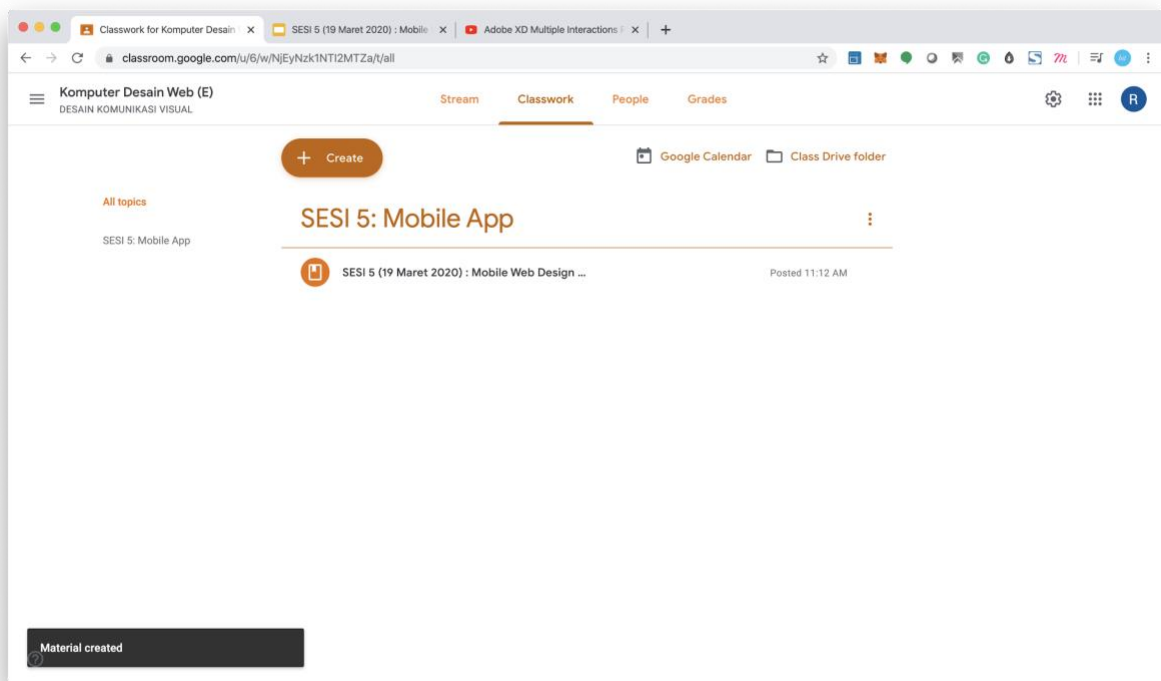 Classwork for Komputer Desain
SESI 5 (19 Maret 2020) : Mobile
Adobe XD Multiple Interactions
classroom.google.com/u/6/w/NjEyNzk1NTI2MTZa/t/all
Komputer Desain Web (E)
DESAIN KOMUNIKASI VISUAL
Stream
Classwork
People
Grades
R
Create
Google Calendar
Class Drive folder
All topics
SESI 5: Mobile App
SESI 5: Mobile App
SESI 5 (19 Maret 2020) : Mobile Web Design ...
Posted 11:12 AM
Material created